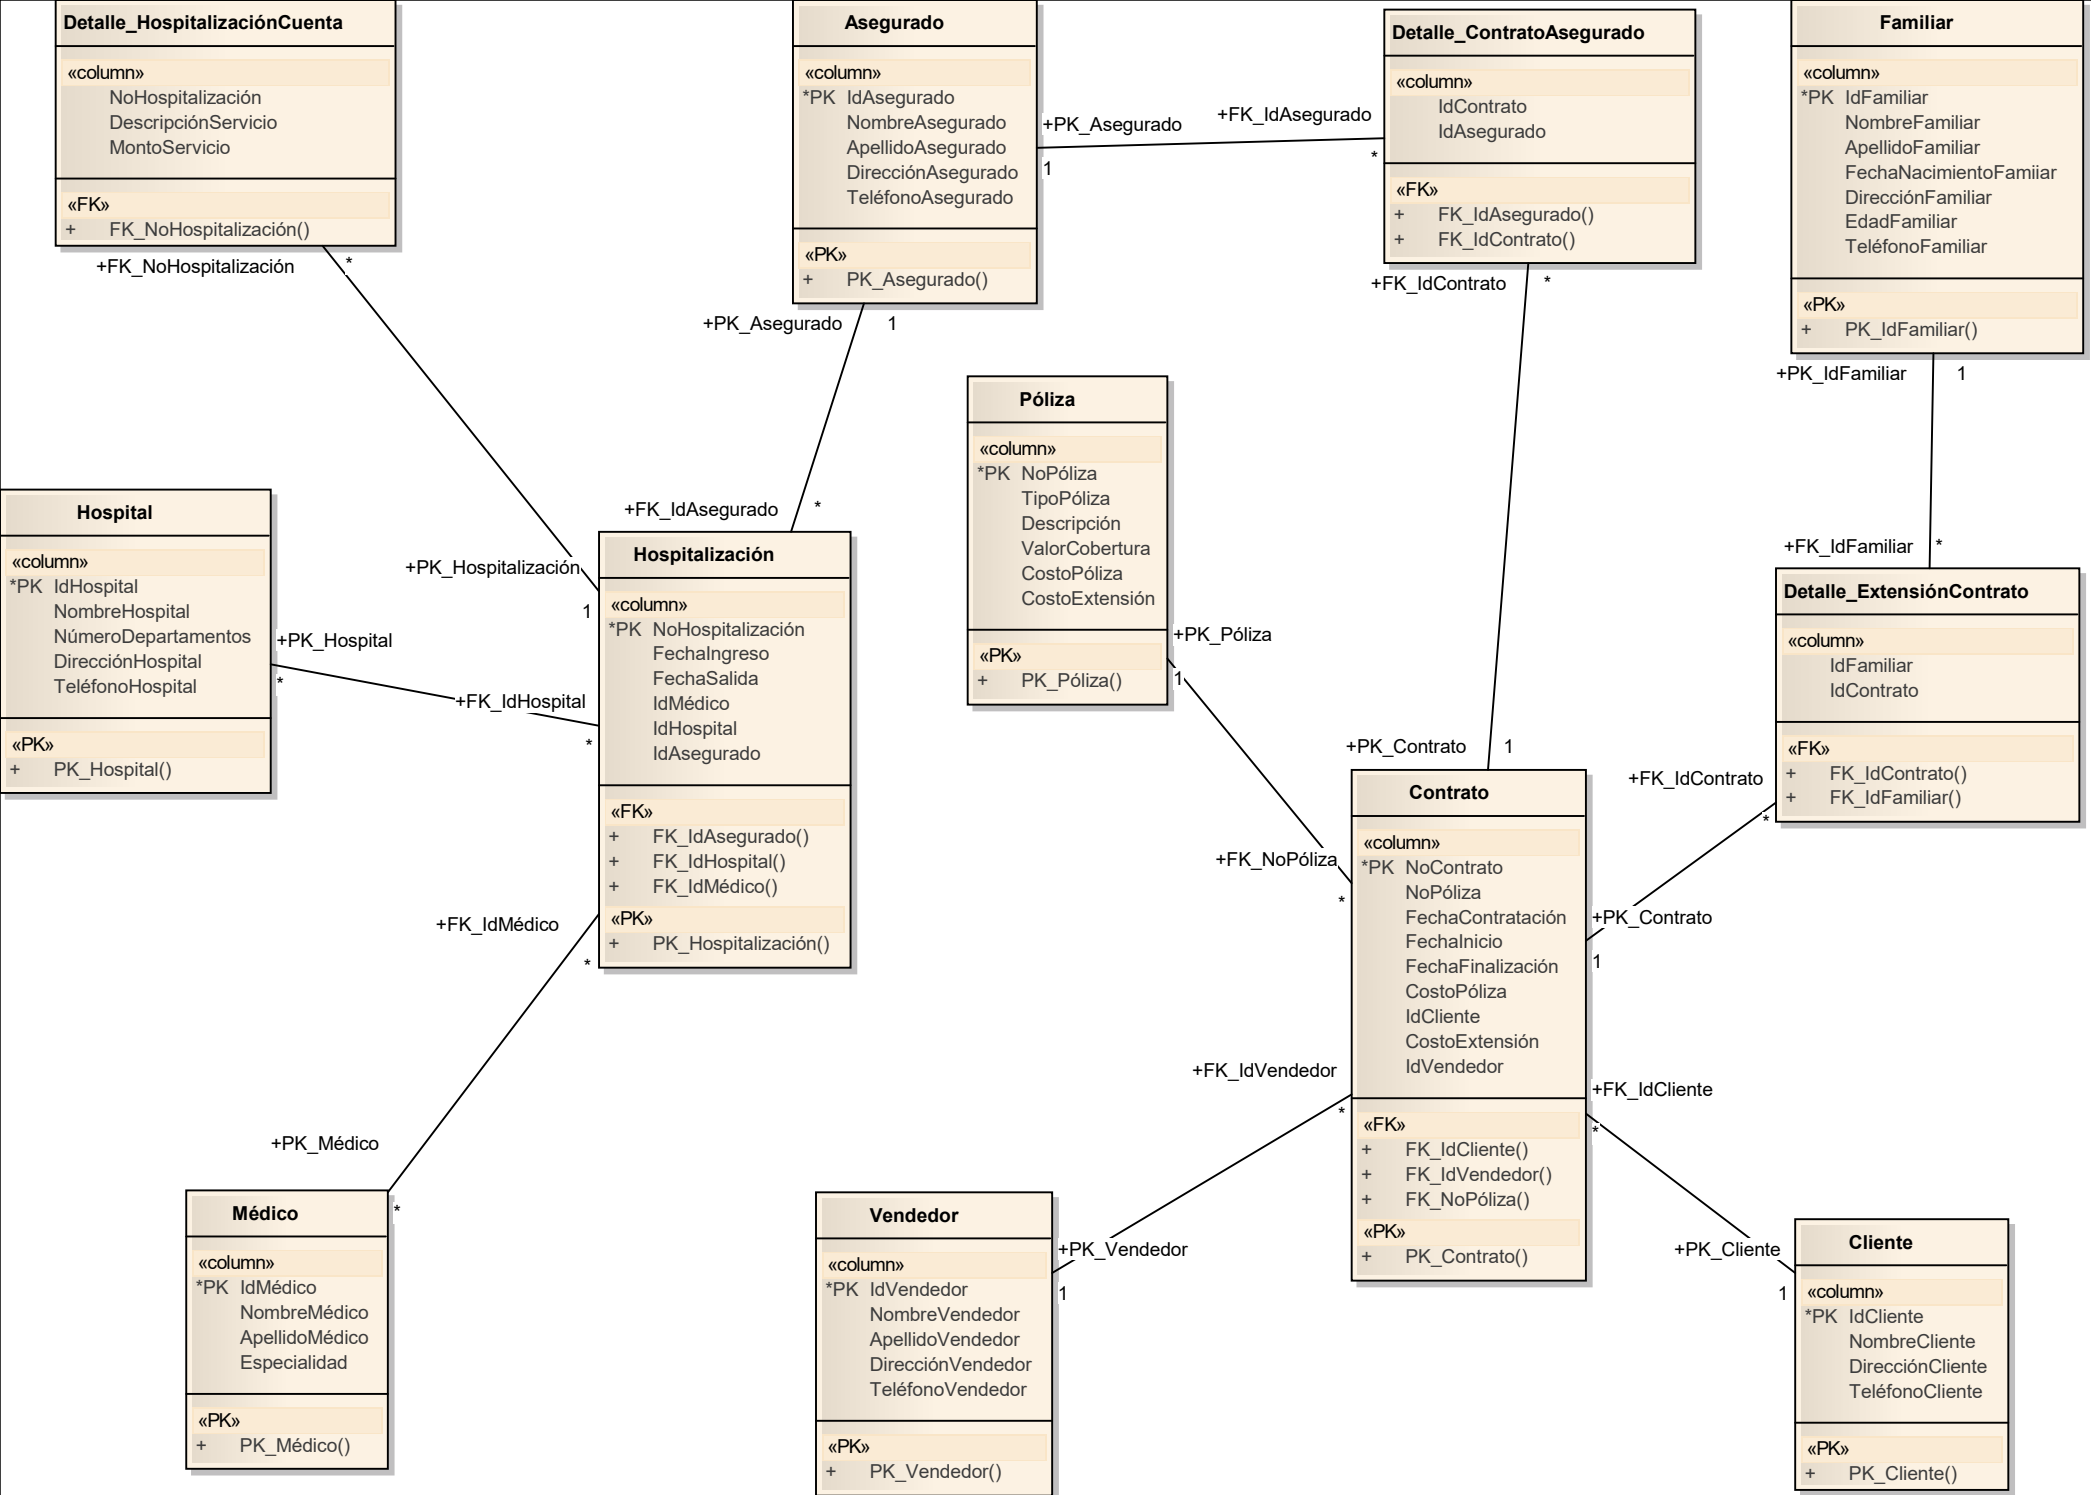 Detalle_HospitalizaciónCuenta
«column»
NoHospitalización
DescripciónServicio
MontoServicio
«FK»
+ FK_NoHospitalización()
+FK_NoHospitalización
*
Asegurado
«column»
*PK IdAsegurado
NombreAsegurado
ApellidoAsegurado
DirecciónAsegurado
TeléfonoAsegurado
«PK»
+ PK_Asegurado()
+PK_Asegurado
1
+FK_IdAsegurado
*
+PK_Asegurado
1
Detalle_ContratoAsegurado
«column»
IdContrato
IdAsegurado
«FK»
+ FK_IdAsegurado()
+ FK_IdContrato()
+FK_IdContrato
*
Familiar
«column»
*PK IdFamiliar
NombreFamiliar
ApellidoFamiliar
FechaNacimientoFamiiar
DirecciónFamiliar
EdadFamiliar
TeléfonoFamiliar
«PK»
+ PK_IdFamiliar()
+PK_IdFamiliar
1
Póliza
«column»
*PK NoPóliza
TipoPóliza
Descripción
ValorCobertura
CostoPóliza
CostoExtensión
«PK»
+ PK_Póliza()
+PK_Póliza
1
Hospital
«column»
*PK IdHospital
NombreHospital
NúmeroDepartamentos
DirecciónHospital
TeléfonoHospital
«PK»
+ PK_Hospital()
+PK_Hospital
*
+FK_IdHospital
*
+FK_IdAsegurado
*
+PK_Hospitalización
1
Hospitalización
«column»
*PK NoHospitalización
FechaIngreso
FechaSalida
IdMédico
IdHospital
IdAsegurado
«FK»
+ FK_IdAsegurado()
+ FK_IdHospital()
+ FK_IdMédico()
«PK»
+ PK_Hospitalización()
+FK_IdMédico
*
+FK_IdFamiliar
*
Detalle_ExtensiónContrato
«column»
IdFamiliar
IdContrato
«FK»
+ FK_IdContrato()
+ FK_IdFamiliar()
+FK_IdContrato
*
+PK_Contrato
1
+FK_NoPóliza
*
Contrato
«column»
*PK NoContrato
NoPóliza
FechaContratación
FechaInicio
FechaFinalización
CostoPóliza
IdCliente
CostoExtensión
IdVendedor
«FK»
+ FK_IdCliente()
+ FK_IdVendedor()
+ FK_NoPóliza()
«PK»
+ PK_Contrato()
+PK_Contrato
1
+FK_IdVendedor
*
+FK_IdCliente
*
+PK_Médico
*
Médico
«column»
*PK IdMédico
NombreMédico
ApellidoMédico
Especialidad
«PK»
+ PK_Médico()
Vendedor
«column»
*PK IdVendedor
NombreVendedor
ApellidoVendedor
DirecciónVendedor
TeléfonoVendedor
«PK»
+ PK_Vendedor()
+PK_Vendedor
1
+PK_Cliente
1
Cliente
«column»
*PK IdCliente
NombreCliente
DirecciónCliente
TeléfonoCliente
«PK»
+ PK_Cliente()